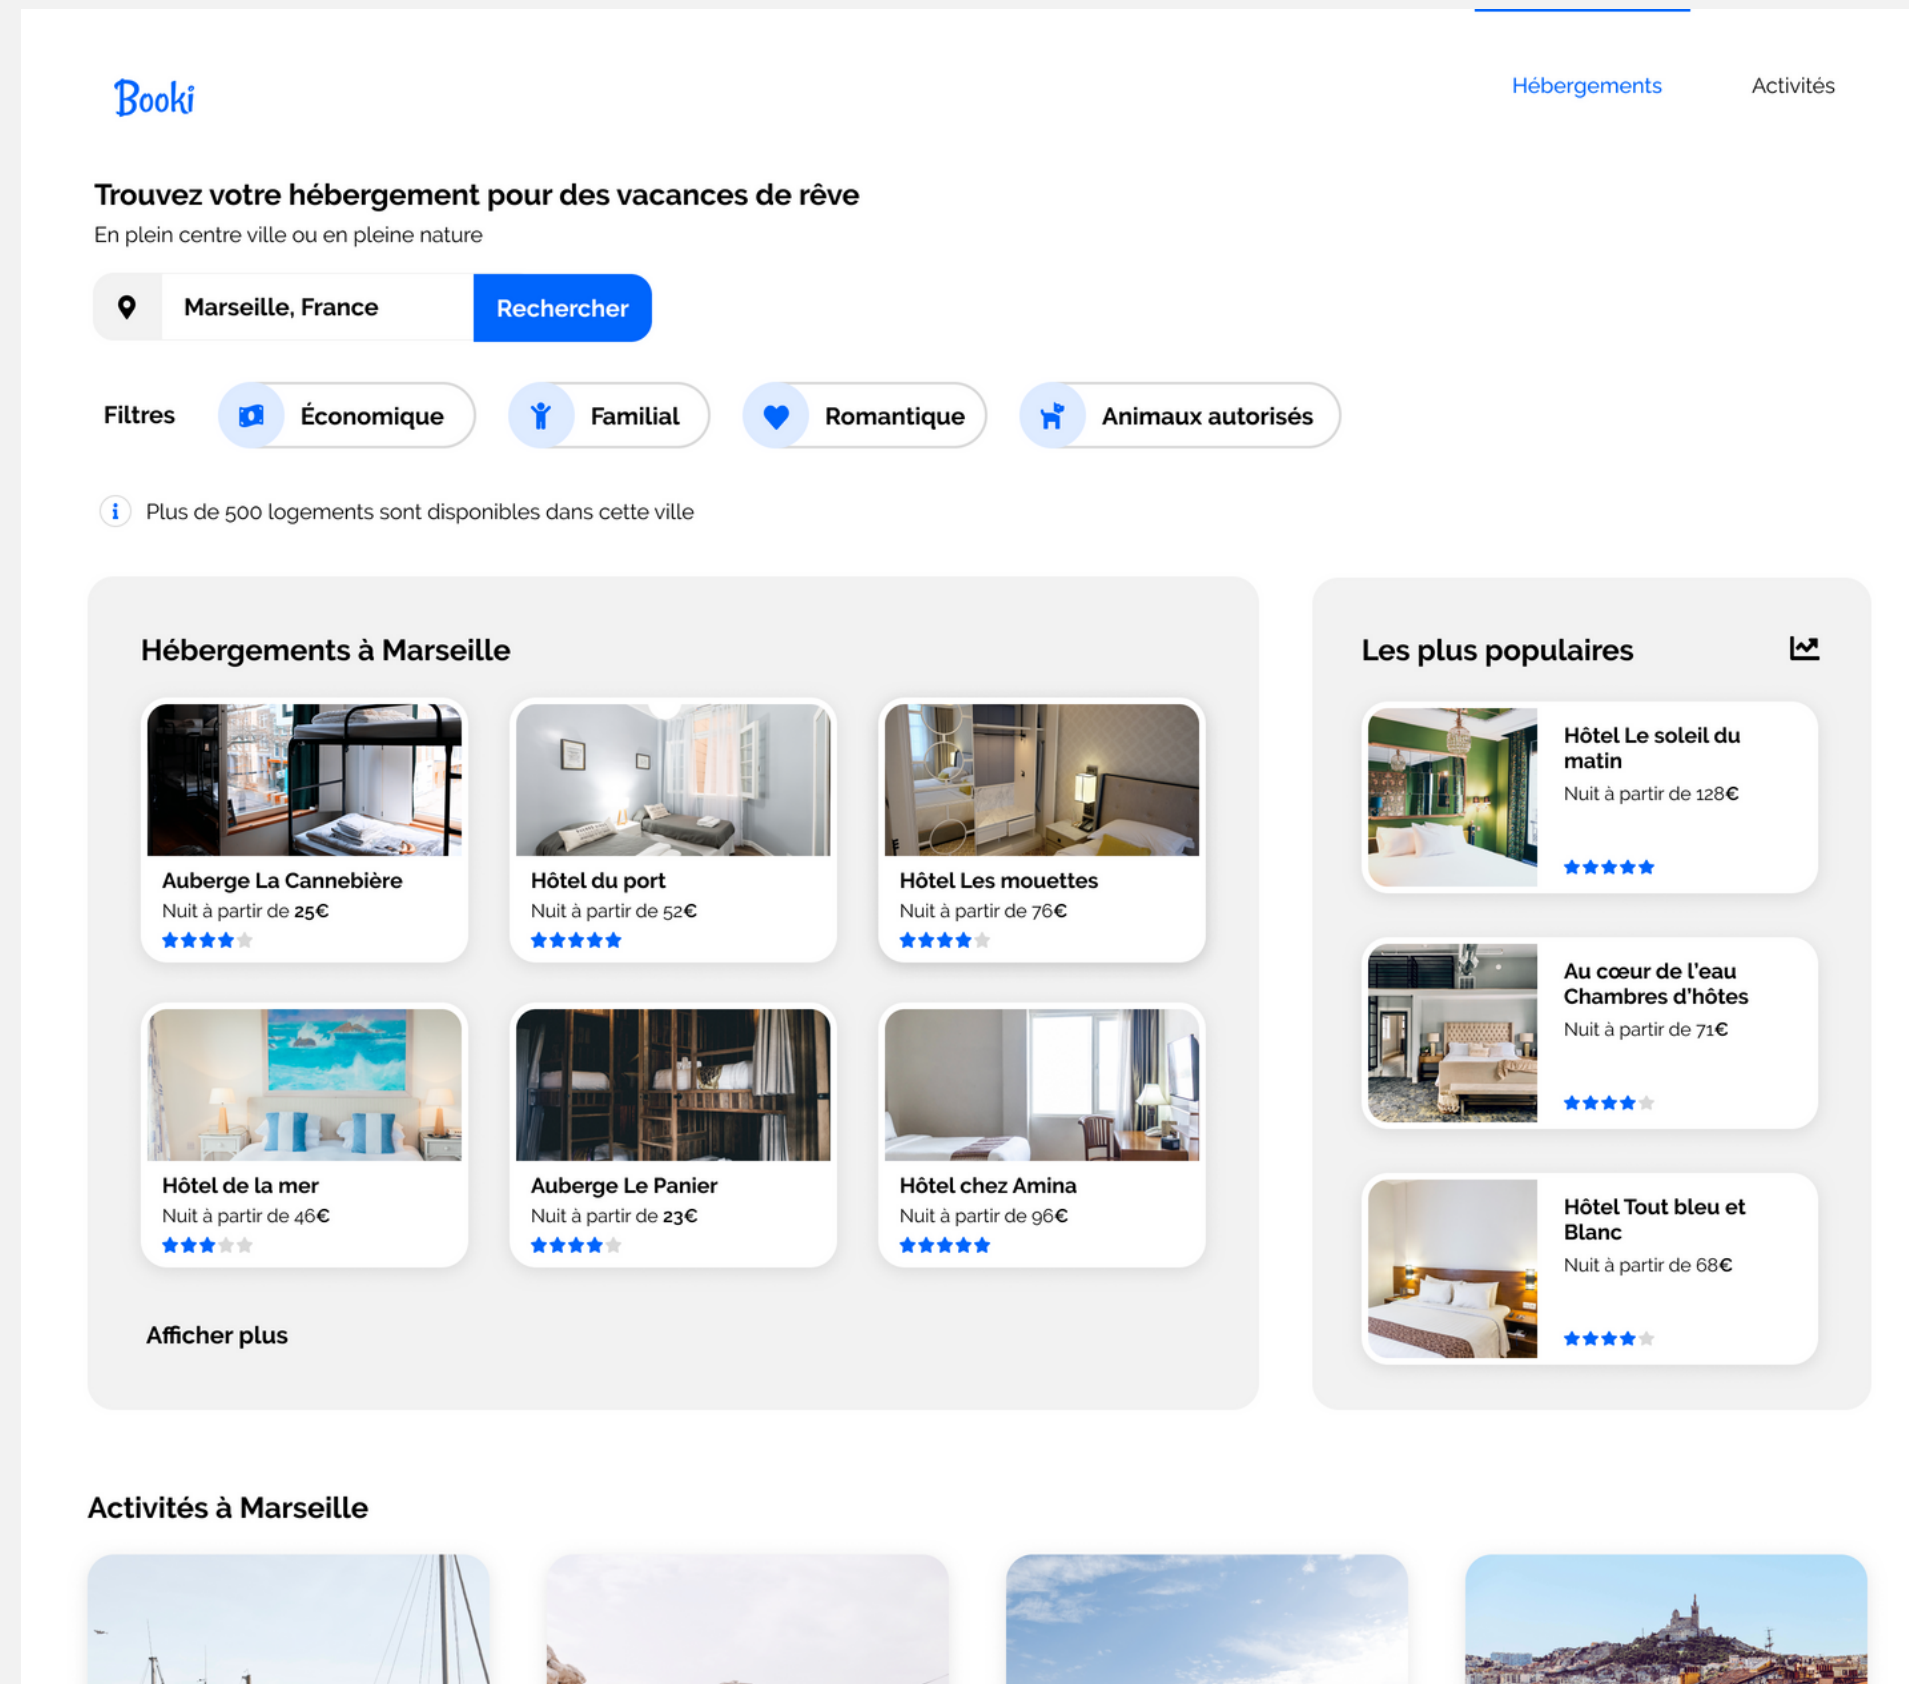 Booki
Hébergements
Activités
Trouvez votre hébergement pour des vacances de rêve
En plein centre ville ou en pleine nature
Marseille, France
Rechercher
Filtres
Économique
Familial
Romantique
Animaux autorisés
Plus de 500 logements sont disponibles dans cette ville
Hébergements à Marseille
Auberge La Cannebière
Nuit à partir de 25€
Hôtel du port
Nuit à partir de 52€
Hôtel Les mouettes
Nuit à partir de 76€
Hôtel de la mer
Nuit à partir de 46€
Auberge Le Panier
Nuit à partir de 23€
Hôtel chez Amina
Nuit à partir de 96€
Afficher plus
Les plus populaires
Hôtel Le soleil du
matin
Nuit à partir de 128€
Au cœur de l’eau
Chambres d’hôtes
Nuit à partir de 71€
Hôtel Tout bleu et
Blanc
Nuit à partir de 68€
Activités à Marseille